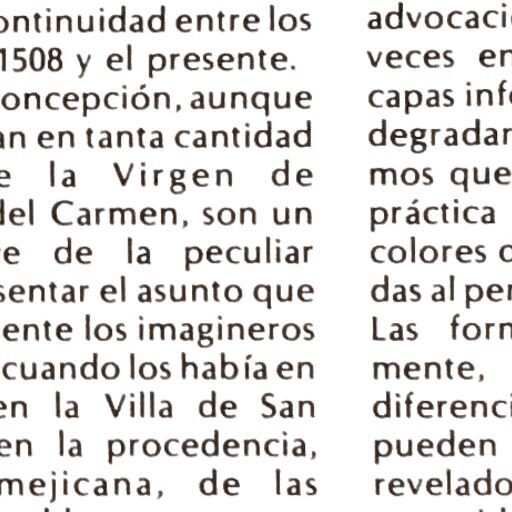 ontinuidad entre los
1508 y el presente.
oncepción, aunque
an en tanta cantidad
e la Virgen de
del Carmen, son un
e de la peculiar
sentar el asunto que
ente los imagineros
cuando los había en
en la Villa de San
en la procedencia,
mejicana, de las
advocaci
veces en
capas info
degradar
mos que
práctica
colores
das al per
Las form
mente,
diferenci
pueden
revelado